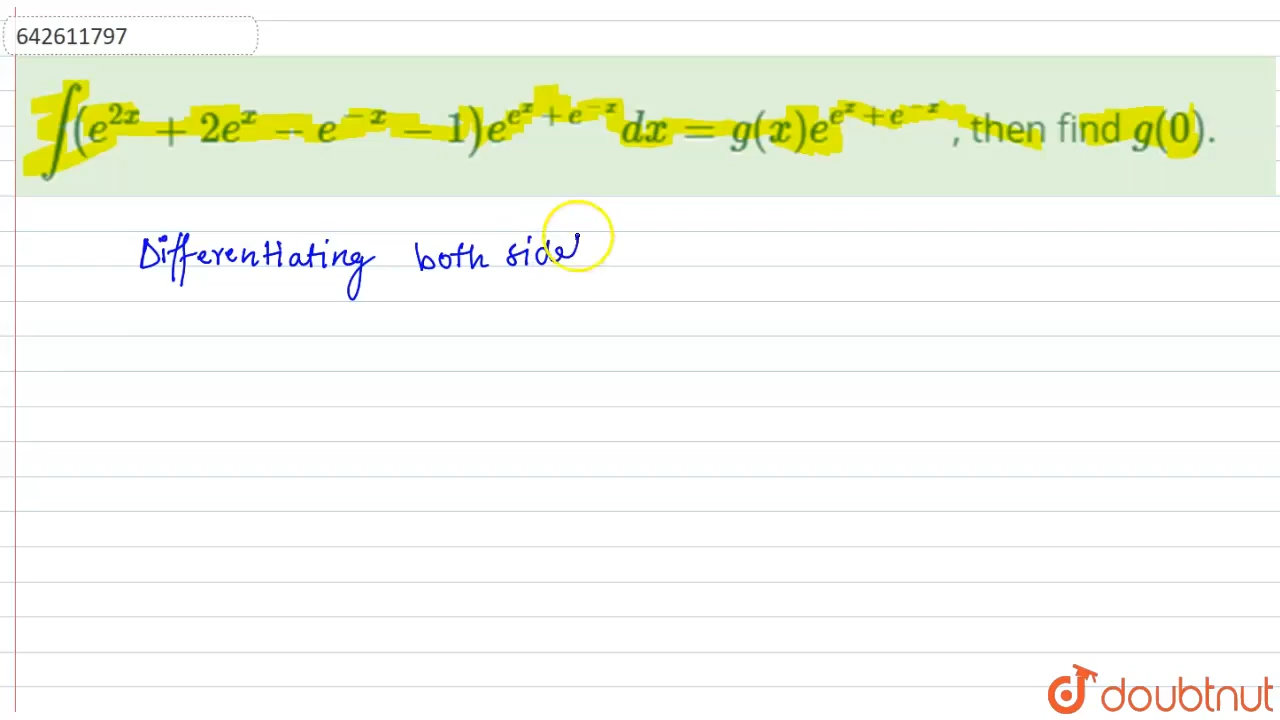 642611797
∫(e^{2x} + 2e^x − e^{−x} − 1)e^{e^x + e^{−x}} dx = g(x)e^{e^x + e^{−x}}, then find g(0).
Differentiating both side
doubtnut